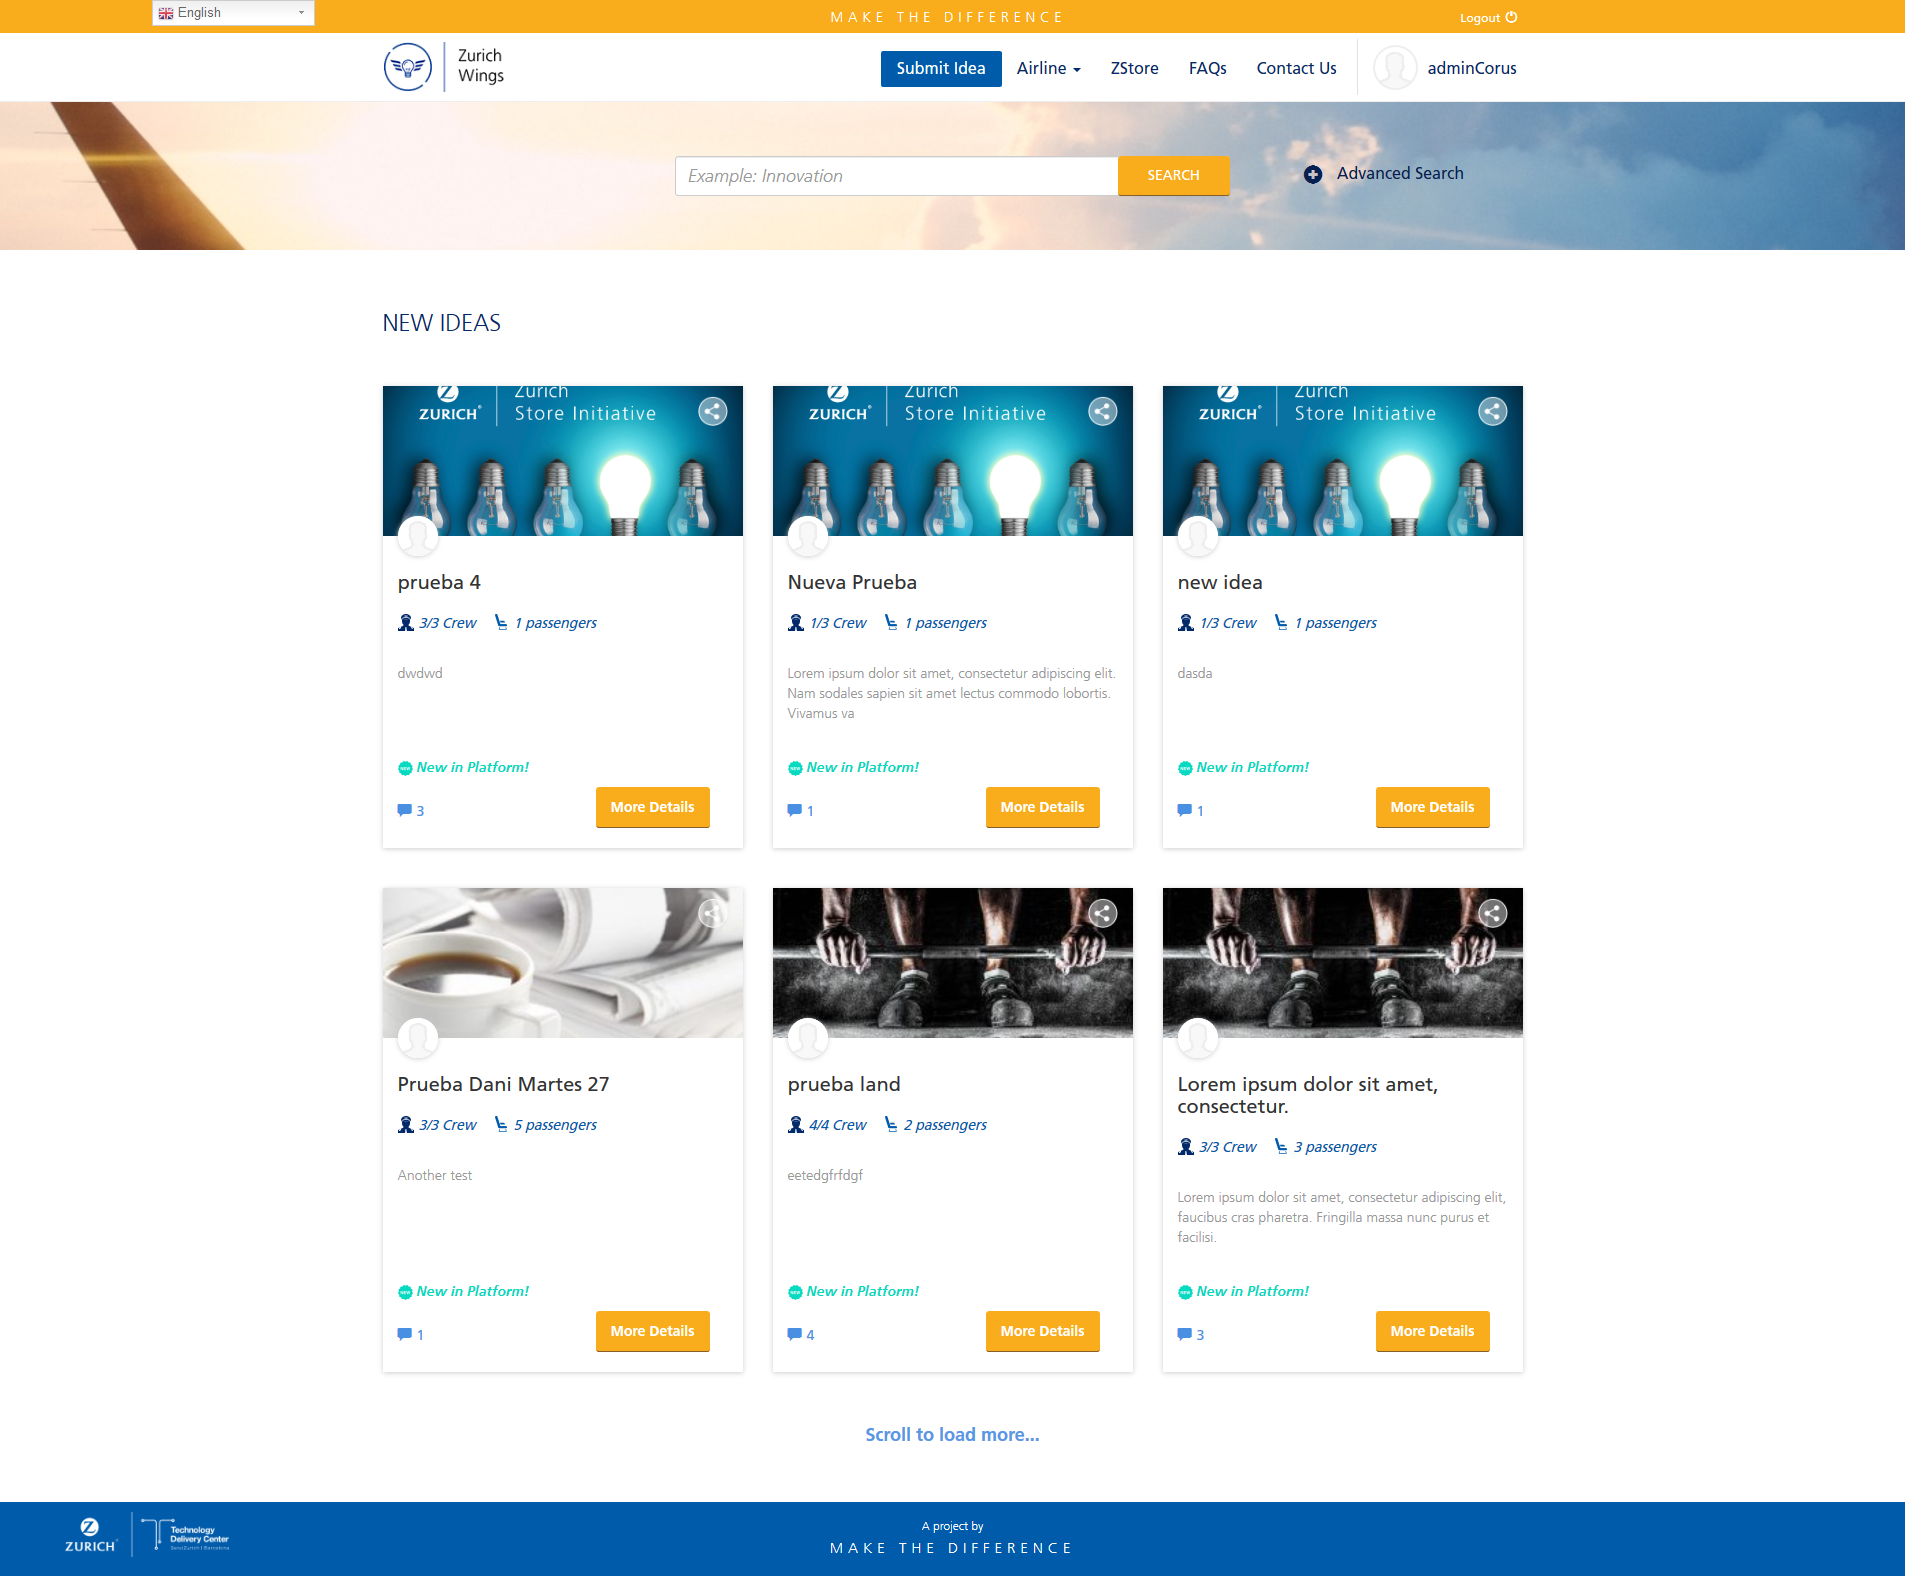 English
MAKE THE DIFFERENCE
Logout
Zurich
Wings
Submit Idea
Airline
ZStore
FAQs
Contact Us
adminCorus
Example: Innovation
SEARCH
Advanced Search
NEW IDEAS
ZURICH
Zurich
Store Initiative
prueba 4
3/3 Crew
1 passengers
dwdwd
New in Platform!
3
More Details
ZURICH
Zurich
Store Initiative
Nueva Prueba
1/3 Crew
1 passengers
Lorem ipsum dolor sit amet, consectetur adipiscing elit.
Nam sodales sapien sit amet lectus commodo lobortis.
Vivamus va
New in Platform!
1
More Details
ZURICH
Zurich
Store Initiative
new idea
1/3 Crew
1 passengers
dasda
New in Platform!
1
More Details
Prueba Dani Martes 27
3/3 Crew
5 passengers
Another test
New in Platform!
1
More Details
prueba land
4/4 Crew
2 passengers
eetedgfrfdgf
New in Platform!
4
More Details
Lorem ipsum dolor sit amet,
consectetur.
3/3 Crew
3 passengers
Lorem ipsum dolor sit amet, consectetur adipiscing elit,
faucibus cras pharetra. Fringilla massa nunc purus et
facilisi.
New in Platform!
3
More Details
Scroll to load more...
ZURICH
Technology
Delivery Center
A project by
MAKE THE DIFFERENCE